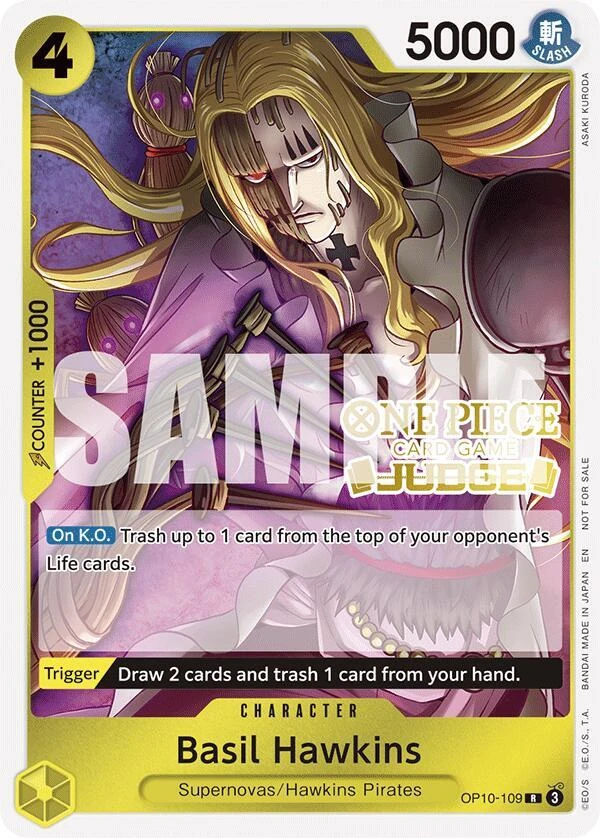 4
5000
斬
SLASH
ASAKI KURODA
COUNTER +1000
SAMPLE
ONE PIECE
CARD GAME
JUDGE
On K.O. Trash up to 1 card from the top of your opponent's
Life cards.
Trigger Draw 2 cards and trash 1 card from your hand.
CHARACTER
Basil Hawkins
Supernovas/Hawkins Pirates
OP10-109 R 3
©EO/S ©E.O./S., T.A. BANDAI MADE IN JAPAN EN NOT FOR SALE